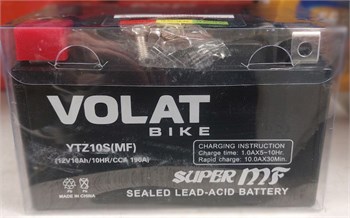 VOLAT
BIKE
YTZ10S(MF)
(12V10Ah/10HR/CCA 190A)
CHARGING INSTRUCTION
Charge time: 1.0AX5~10Hr.
Rapid charge: 10.0AX30Min.
SUPER MF
SEALED LEAD-ACID BATTERY
MADE IN CHINA